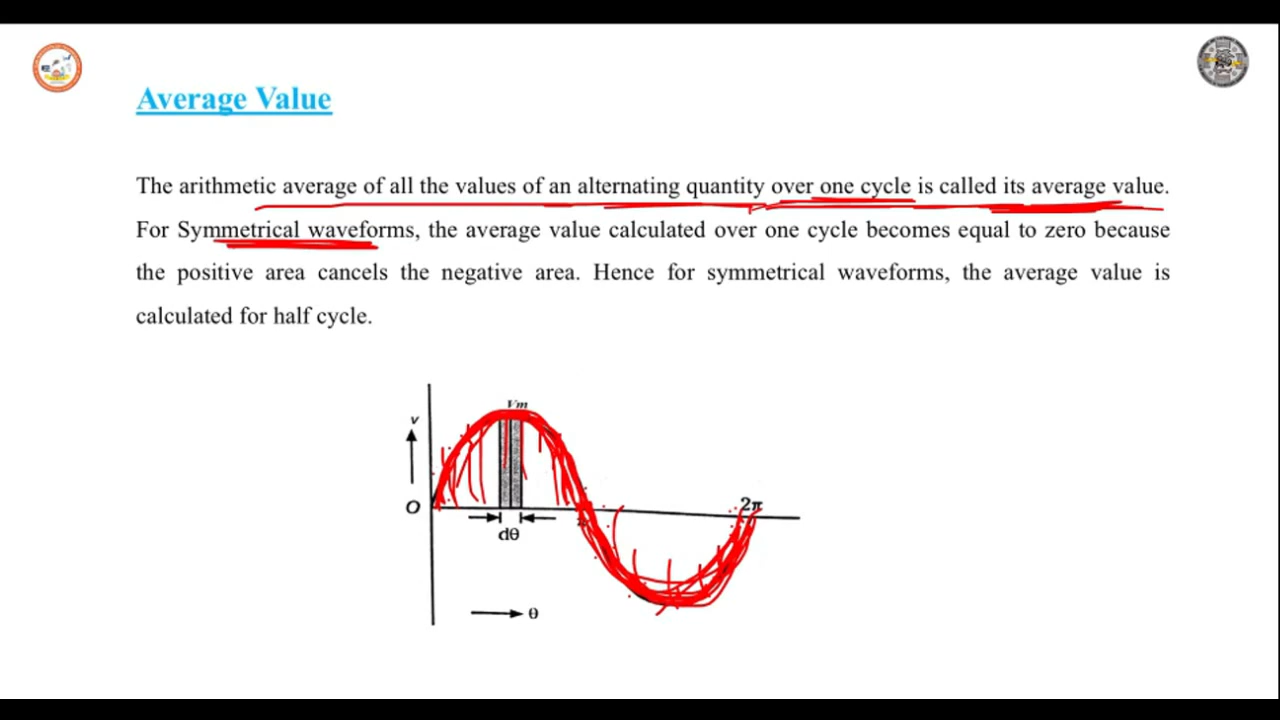 Average Value
The arithmetic average of all the values of an alternating quantity over one cycle is called its average value.
For Symmetrical waveforms, the average value calculated over one cycle becomes equal to zero because
the positive area cancels the negative area. Hence for symmetrical waveforms, the average value is
calculated for half cycle.
Vm
v
O
2π
dθ
θ